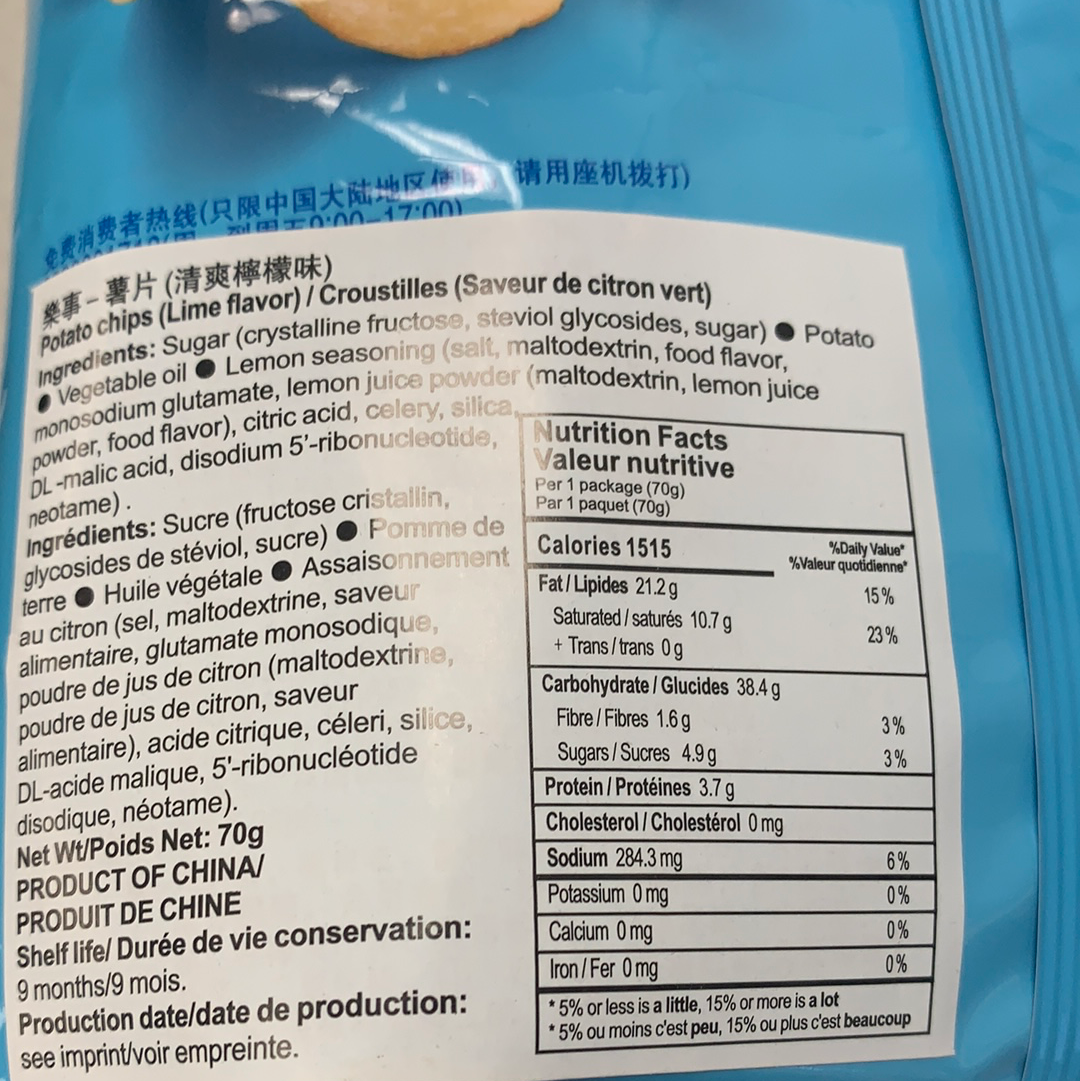 免费消费者热线(只限中国大陆地区使用 请用座机拨打)
17:00)
樂事 - 薯片 (清爽檸檬味)
Potato chips (Lime flavor) / Croustilles (Saveur de citron vert)
Ingredients: Sugar (crystalline fructose, steviol glycosides, sugar) ● Potato
● Vegetable oil ● Lemon seasoning (salt, maltodextrin, food flavor,
monosodium glutamate, lemon juice powder (maltodextrin, lemon juice
powder, food flavor), citric acid, celery, silica,
DL-malic acid, disodium 5'-ribonucleotide,
neotame).
Ingrédients: Sucre (fructose cristallin,
glycosides de stéviol, sucre) ● Pomme de
terre ● Huile végétale ● Assaisonnement
au citron (sel, maltodextrine, saveur
alimentaire, glutamate monosodique,
poudre de jus de citron (maltodextrine,
poudre de jus de citron, saveur
alimentaire), acide citrique, céleri, silice,
DL-acide malique, 5'-ribonucléotide
disodique, néotame).
Net Wt/Poids Net: 70g
PRODUCT OF CHINA/
PRODUIT DE CHINE
Shelf life/ Durée de vie conservation:
9 months/9 mois.
Production date/date de production:
see imprint/voir empreinte.
Nutrition Facts
Valeur nutritive
Per 1 package (70g)
Par 1 paquet (70g)
Calories 1515
%Daily Value*
%Valeur quotidienne*
Fat / Lipides 21.2 g 15 %
Saturated / saturés 10.7 g
+ Trans / trans 0 g 23 %
Carbohydrate / Glucides 38.4 g
Fibre / Fibres 1.6 g 3 %
Sugars / Sucres 4.9 g 3 %
Protein / Protéines 3.7 g
Cholesterol / Cholestérol 0 mg
Sodium 284.3 mg 6 %
Potassium 0 mg 0 %
Calcium 0 mg 0 %
Iron / Fer 0 mg 0 %
* 5% or less is a little, 15% or more is a lot
* 5% ou moins c'est peu, 15% ou plus c'est beaucoup